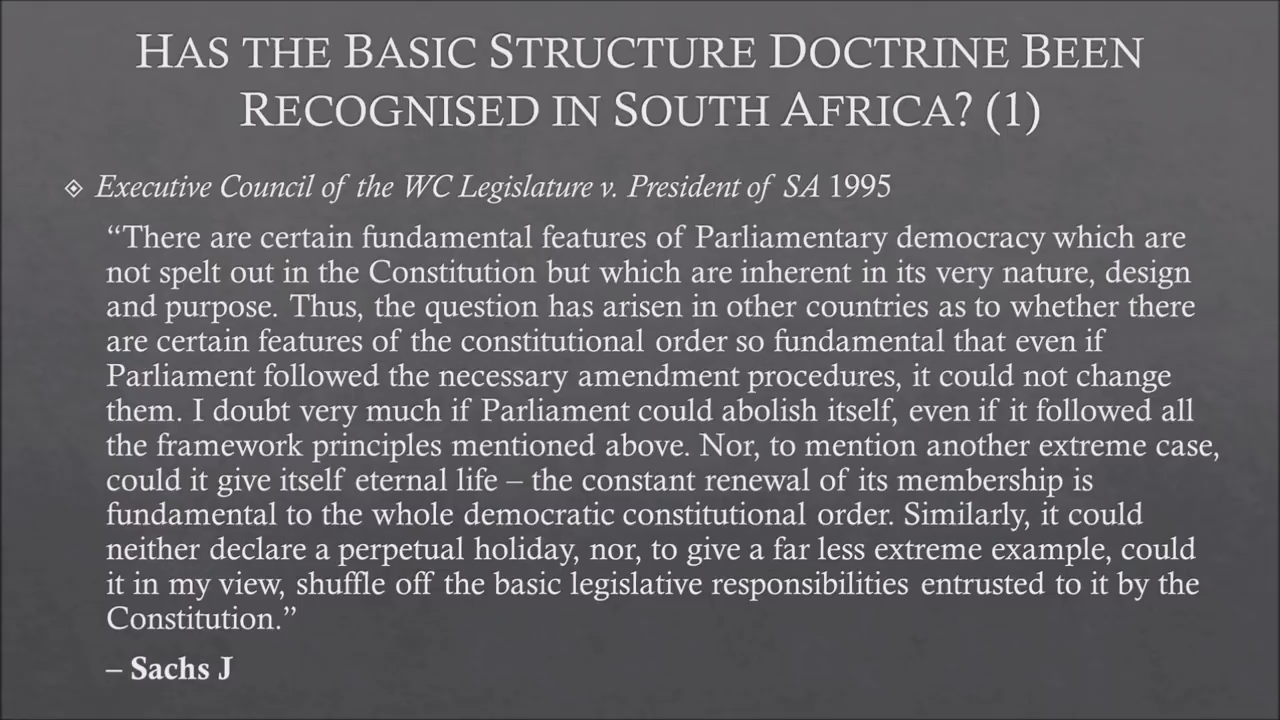 HAS THE BASIC STRUCTURE DOCTRINE BEEN
RECOGNISED IN SOUTH AFRICA? (1)
Executive Council of the WC Legislature v. President of SA 1995
“There are certain fundamental features of Parliamentary democracy which are
not spelt out in the Constitution but which are inherent in its very nature, design
and purpose. Thus, the question has arisen in other countries as to whether there
are certain features of the constitutional order so fundamental that even if
Parliament followed the necessary amendment procedures, it could not change
them. I doubt very much if Parliament could abolish itself, even if it followed all
the framework principles mentioned above. Nor, to mention another extreme case,
could it give itself eternal life – the constant renewal of its membership is
fundamental to the whole democratic constitutional order. Similarly, it could
neither declare a perpetual holiday, nor, to give a far less extreme example, could
it in my view, shuffle off the basic legislative responsibilities entrusted to it by the
Constitution.”
– Sachs J